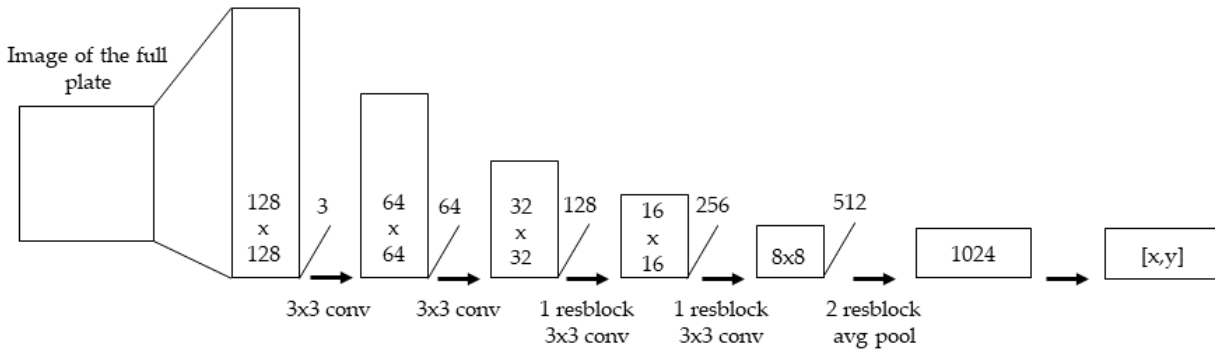 Image of the full
plate
128
x
128
3
64
x
64
64
32
x
32
128
16
x
16
256
8x8
512
1024
[x,y]
3x3 conv
3x3 conv
1 resblock
3x3 conv
1 resblock
3x3 conv
2 resblock
avg pool